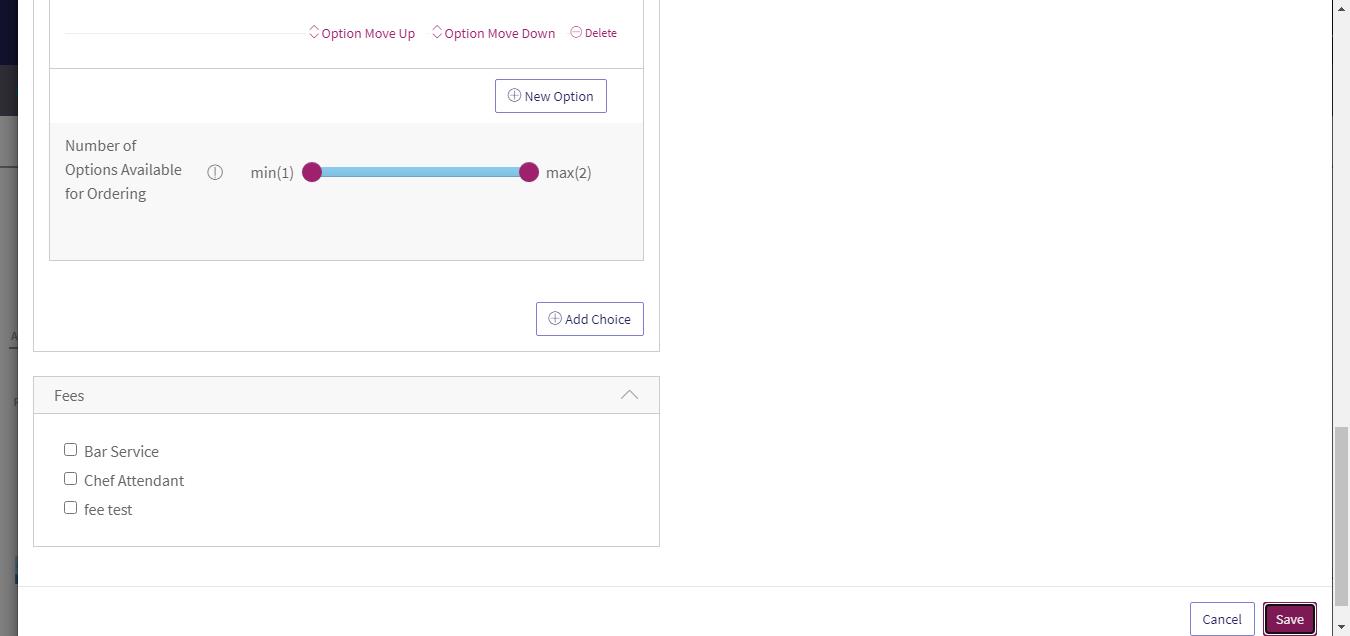 Option Move Up Option Move Down Delete
New Option
Number of
Options Available
for Ordering
min(1) max(2)
Add Choice
Fees
Bar Service
Chef Attendant
fee test
Cancel Save